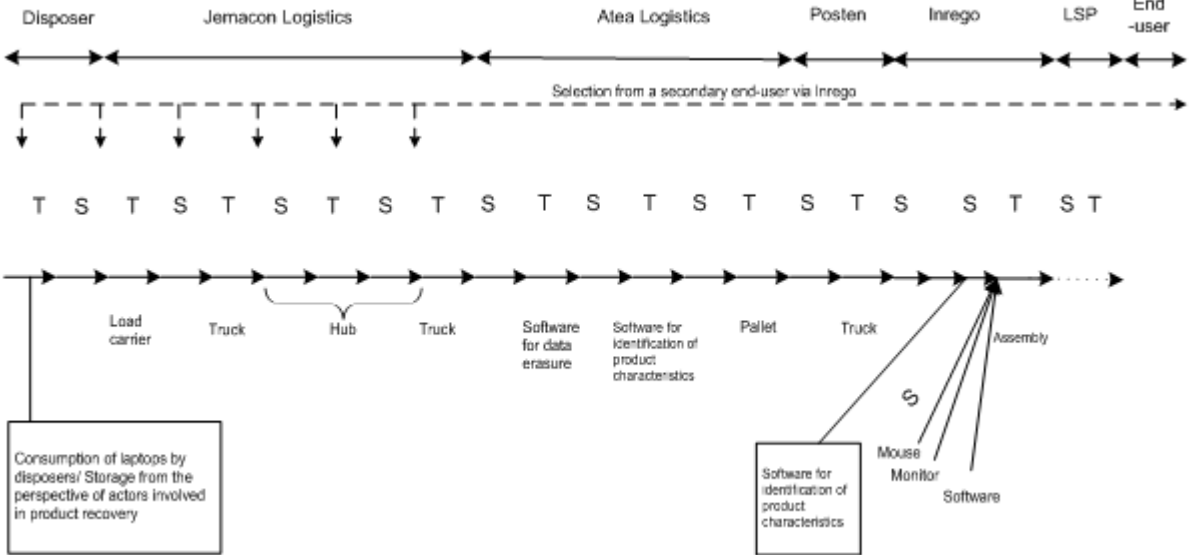 Disposer Jemacon Logistics Atea Logistics Posten Inrego LSP End
-user
Selection from a secondary end-user via Inrego
T S T S T S T S T S T S T S T S T S S T S T
Load
carrier
Truck
Hub
Truck
Software
for data
erasure
Software for
identification of
product
characteristics
Pallet
Truck
Assembly
S
Mouse
Monitor
Software
Consumption of laptops by
disposers/ Storage from the
perspective of actors involved
in product recovery
Software for
identification of
product
characteristics